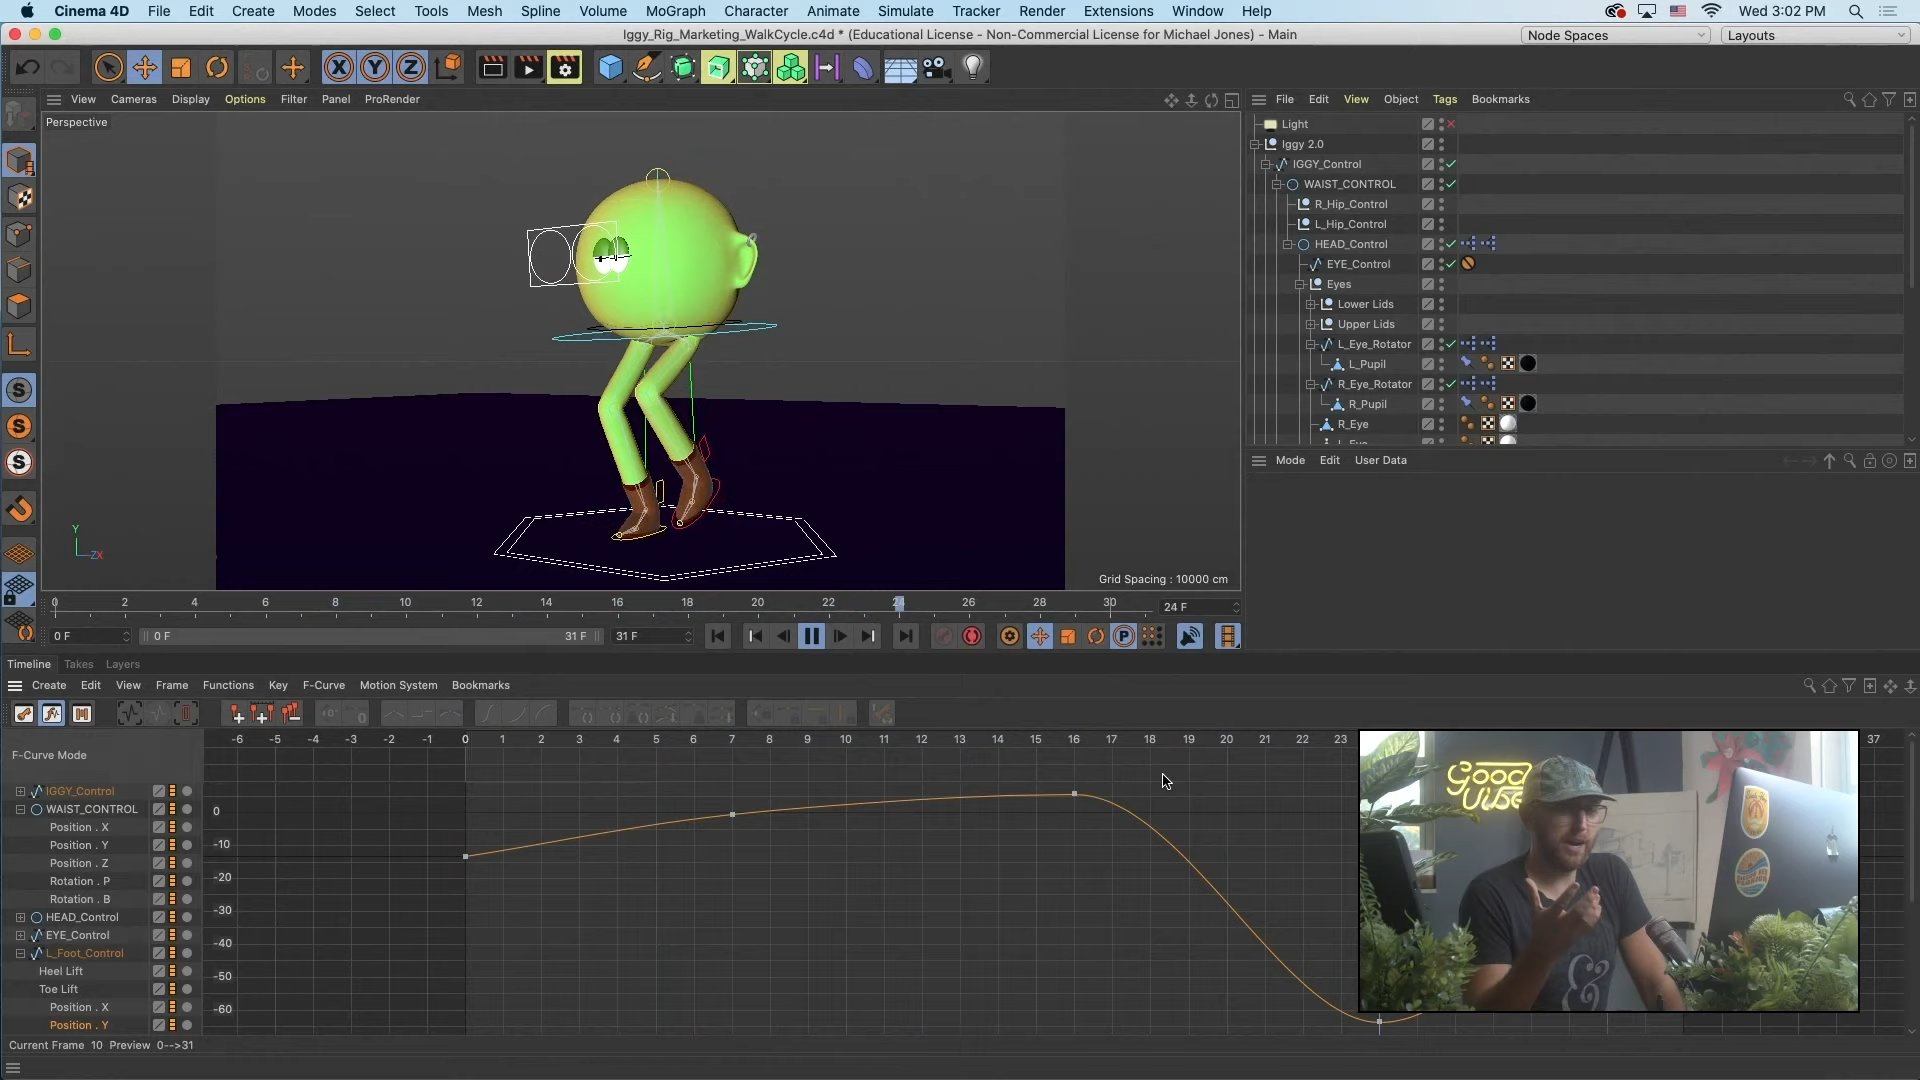 Cinema 4D File Edit Create Modes Select Tools Mesh Spline Volume MoGraph Character Animate Simulate Tracker Render Extensions Window Help Wed 3:02 PM
Iggy_Rig_Marketing_WalkCycle.c4d * (Educational License - Non-Commercial License for Michael Jones) - Main
Node Spaces Layouts
X Y Z
View Cameras Display Options Filter Panel ProRender
File Edit View Object Tags Bookmarks
Perspective
Light
Iggy 2.0
IGGY_Control
WAIST_CONTROL
R_Hip_Control
L_Hip_Control
HEAD_Control
EYE_Control
Eyes
Lower Lids
Upper Lids
L_Eye_Rotator
L_Pupil
R_Eye_Rotator
R_Pupil
R_Eye
L_Eye
Mode Edit User Data
Y
ZX
Grid Spacing : 10000 cm
0 2 4 6 8 10 12 14 16 18 20 22 24 26 28 30
24 F
0 F 0 F 31 F 31 F
P
Timeline Takes Layers
Create Edit View Frame Functions Key F-Curve Motion System Bookmarks
F-Curve Mode
-6 -5 -4 -3 -2 -1 0 1 2 3 4 5 6 7 8 9 10 11 12 13 14 15 16 17 18 19 20 21 22 23 37
IGGY_Control
WAIST_CONTROL
Position . X
Position . Y
Position . Z
Rotation . P
Rotation . B
HEAD_Control
EYE_Control
L_Foot_Control
Heel Lift
Toe Lift
Position . X
Position . Y
0
-10
-20
-30
-40
-50
-60
Good
Vibes
Current Frame 10 Preview 0-->31